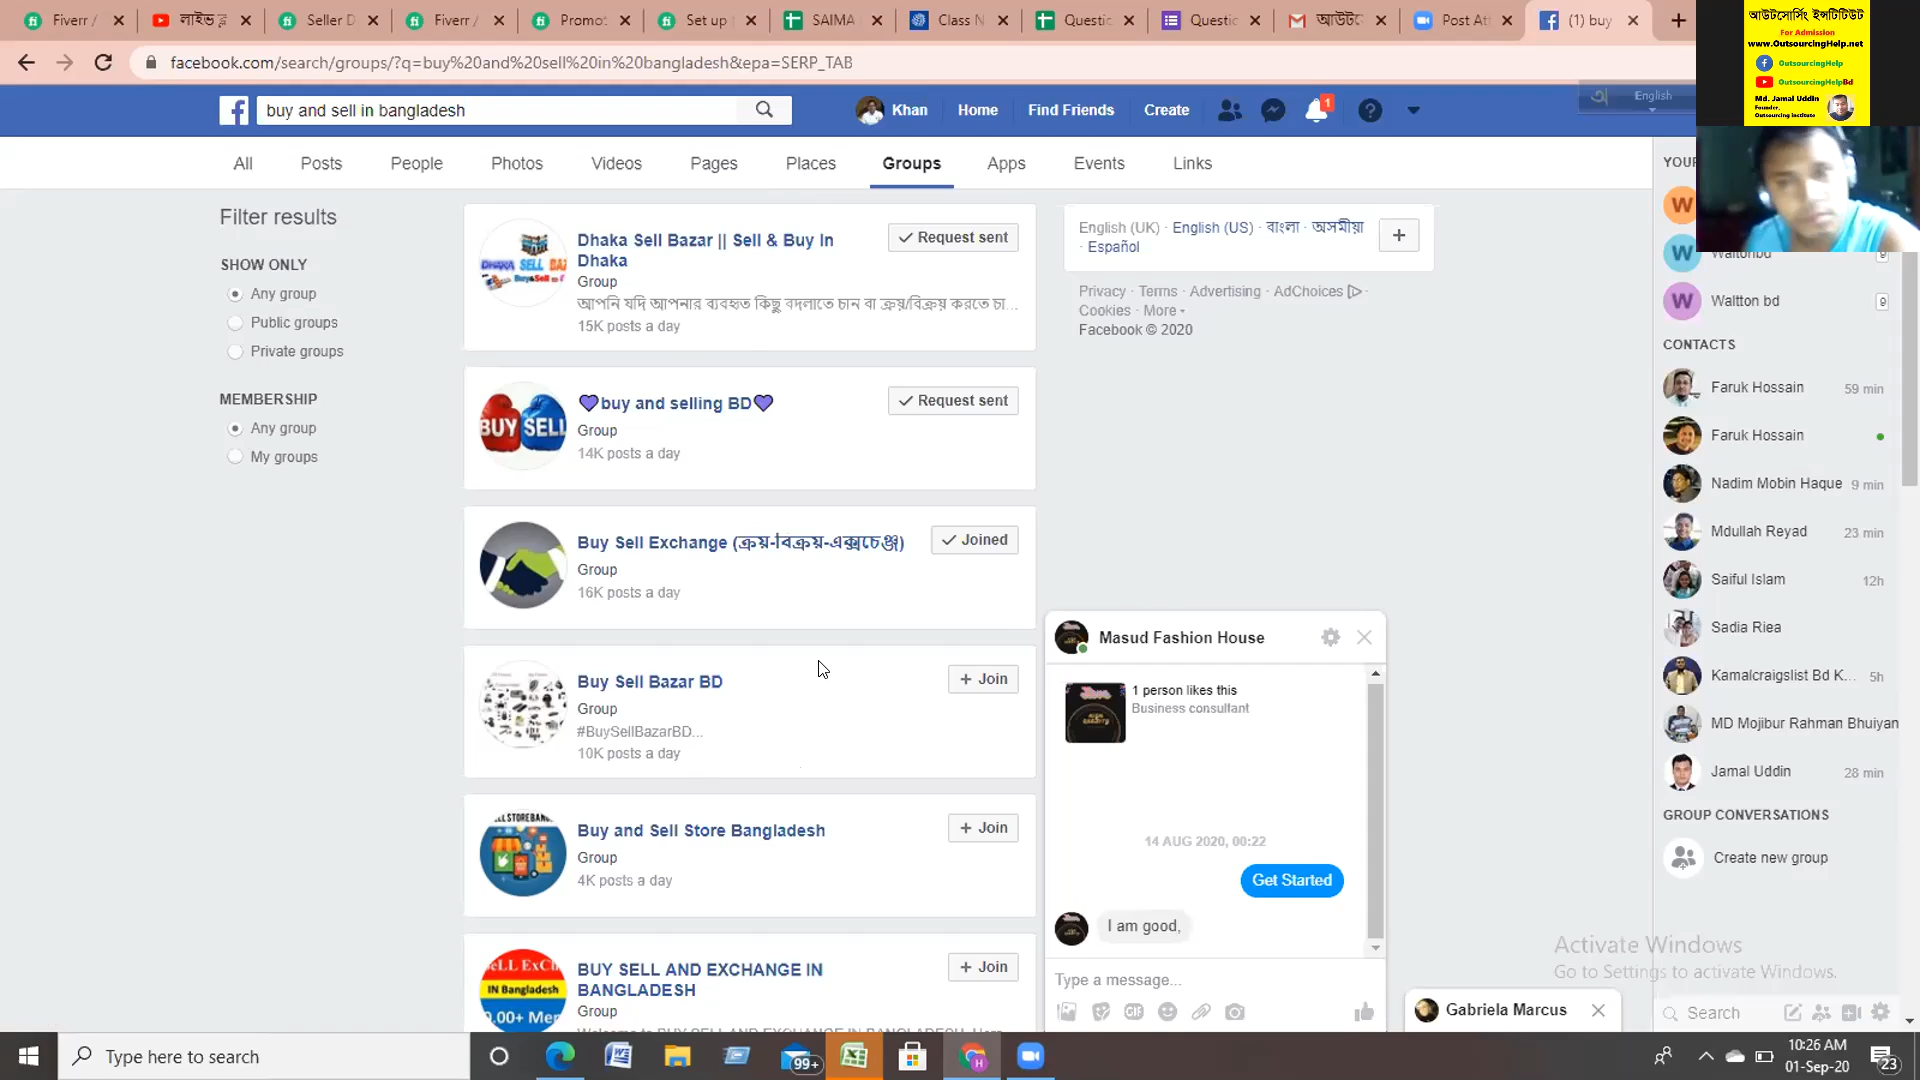 Fiverr /
লাইভ
Seller D
Fiverr /
Promot
Set up
SAIMA
Class N
Questic
Questic
আউটে
Post At
(1) buy
facebook.com/search/groups/?q=buy%20and%20sell%20in%20bangladesh&epa=SERP_TAB
আউটসোর্সিং ইন্সটিটিউট
For Admission
www.OutsourcingHelp.net
OutsourcingHelp
OutsourcingHelpBd
Md. Jamal Uddin
Founder,
Outsourcing Institute
buy and sell in bangladesh
Khan
Home
Find Friends
Create
1
English
All
Posts
People
Photos
Videos
Pages
Places
Groups
Apps
Events
Links
Filter results
SHOW ONLY
Any group
Public groups
Private groups
MEMBERSHIP
Any group
My groups
Dhaka Sell Bazar || Sell & Buy In
Dhaka
Request sent
Group
আপনি যদি আপনার ব্যবহৃত কিছু বদলাতে চান বা ক্রয়/বিক্রয় করতে চা...
15K posts a day
buy and selling BD
Request sent
Group
14K posts a day
BUY SELL
Buy Sell Exchange (ক্রয়-বিক্রয়-এক্সচেঞ্জ)
Joined
Group
16K posts a day
Buy Sell Bazar BD
Join
Group
#BuySellBazarBD...
10K posts a day
Buy and Sell Store Bangladesh
Join
Group
4K posts a day
BUY SELL AND EXCHANGE IN
BANGLADESH
Join
Group
IN Bangladesh
English (UK) · English (US) · বাংলা · অসমীয়া
· Español
Privacy · Terms · Advertising · AdChoices ·
Cookies · More
Facebook © 2020
Masud Fashion House
1 person likes this
Business consultant
14 AUG 2020, 00:22
Get Started
I am good,
Type a message...
GIF
Gabriela Marcus
YOUR
W
W
Waltonbd
9
W
Waltton bd
9
CONTACTS
Faruk Hossain 59 min
Faruk Hossain
Nadim Mobin Haque 9 min
Mdullah Reyad 23 min
Saiful Islam 12h
Sadia Riea
Kamalcraigslist Bd K... 5h
MD Mojibur Rahman Bhuiyan
Jamal Uddin 28 min
GROUP CONVERSATIONS
Create new group
Activate Windows
Go to Settings to activate Windows.
Search
Type here to search
99+
10:26 AM
01-Sep-20
23